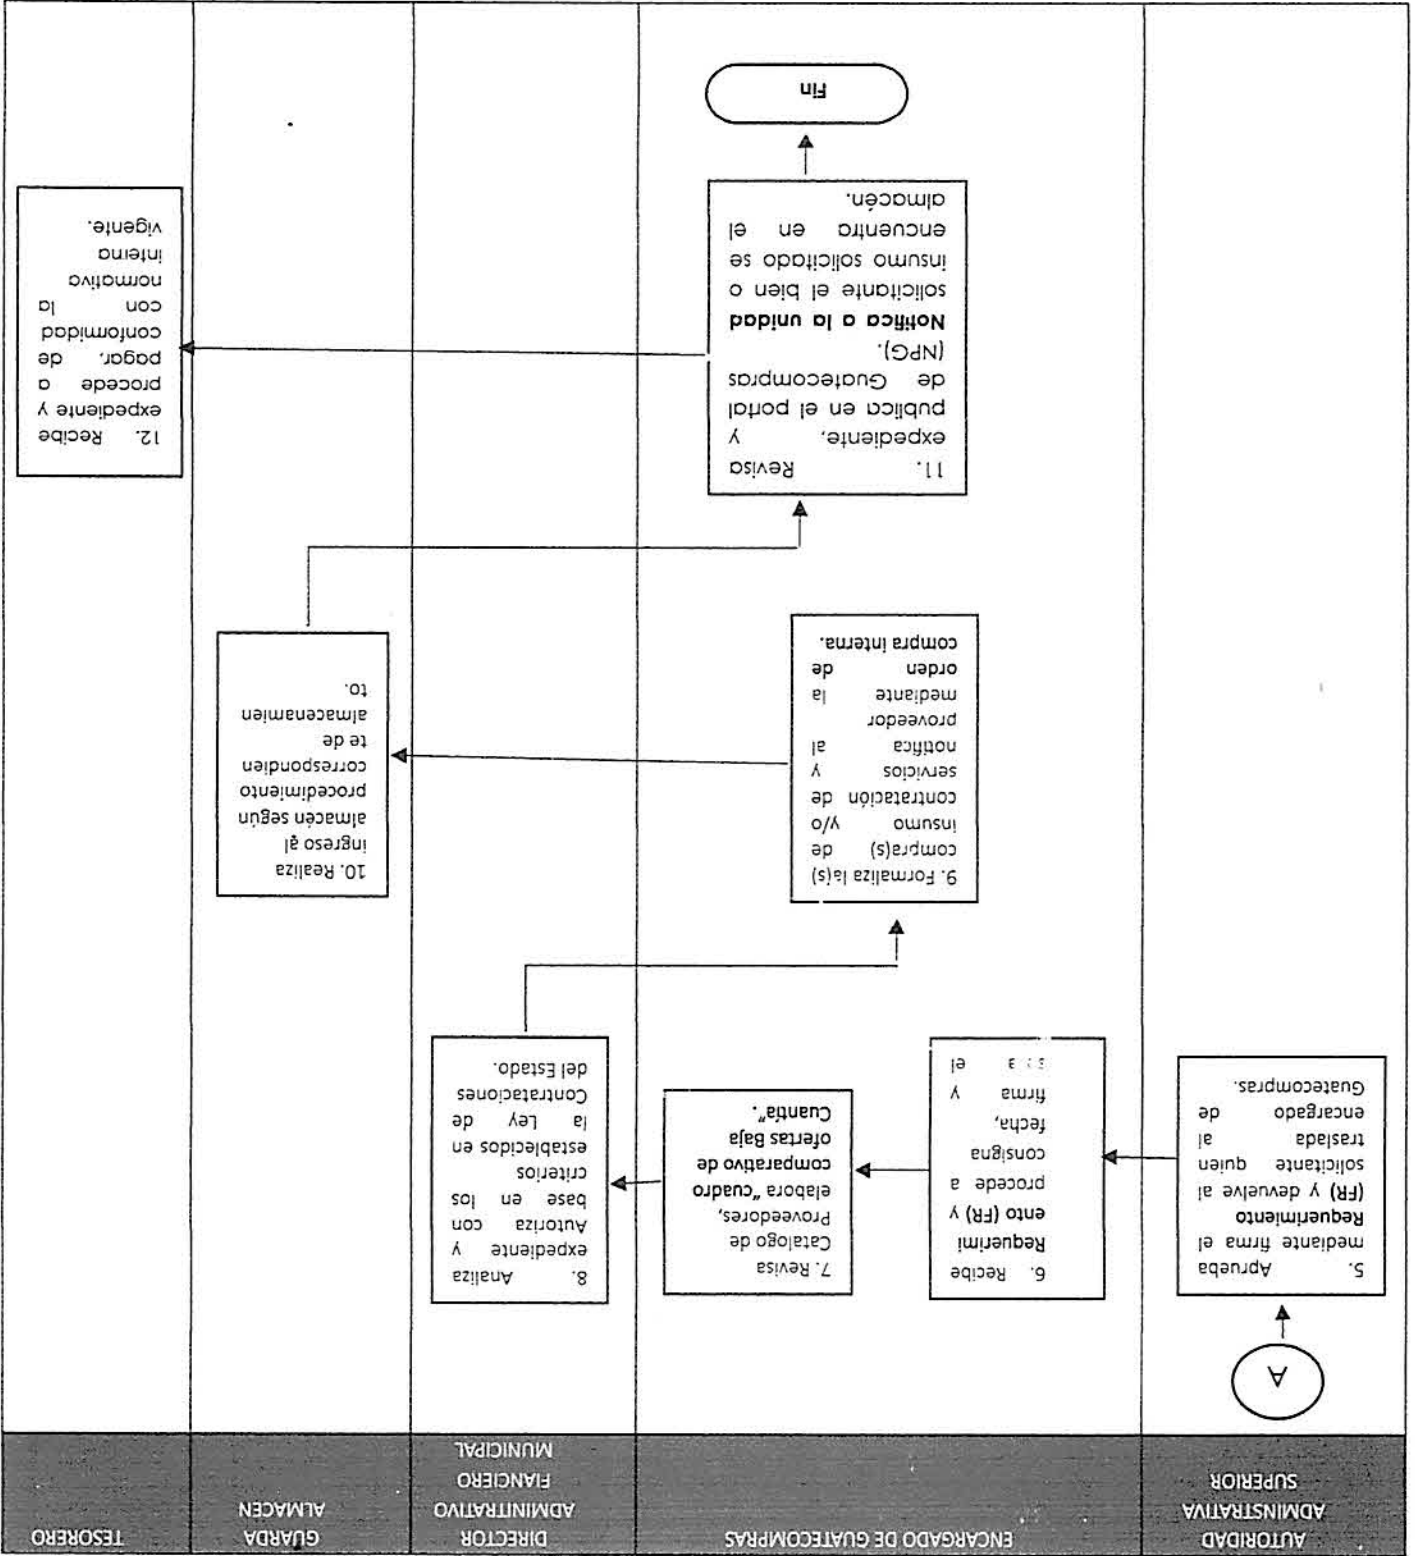 AUTORIDAD
ADMINSTRATIVA
SUPERIOR
ENCARGADO DE GUATECOMPRAS
DIRECTOR
ADMINITRATIVO
FIANCIERO
MUNICIPAL
GUARDA
ALMACEN
TESORERO
A
5. Aprueba
mediante firma el
Requerimiento
(FR) y devuelve al
solicitante quien
traslada al
encargado de
Guatecompras.
6. Recibe
Requerimi
ento (FR) y
procede a
consigna
fecha,
firma y
el
7. Revisa
Catalogo de
Proveedores,
elabora "cuadro
comparativo de
ofertas Baja
Cuantía".
8. Analiza
expediente y
Autoriza con
base en los
criterios
establecidos en
la Ley de
Contrataciones
del Estado.
9. Formaliza la(s)
compra(s) de
insumo y/o
contratación de
servicios y
notifica al
proveedor
mediante la
orden de
compra interna.
10. Realiza
ingreso al
almacén según
procedimiento
correspondien
te de
almacenamien
to.
11. Revisa
expediente, y
publica en el portal
de Guatecompras
(NPG).
Notifica a la unidad
solicitante el bien o
insumo solicitado se
encuentra en el
almacén.
12. Recibe
expediente y
procede a
pagar, de
conformidad
con la
normativa
interna
vigente.
Fin